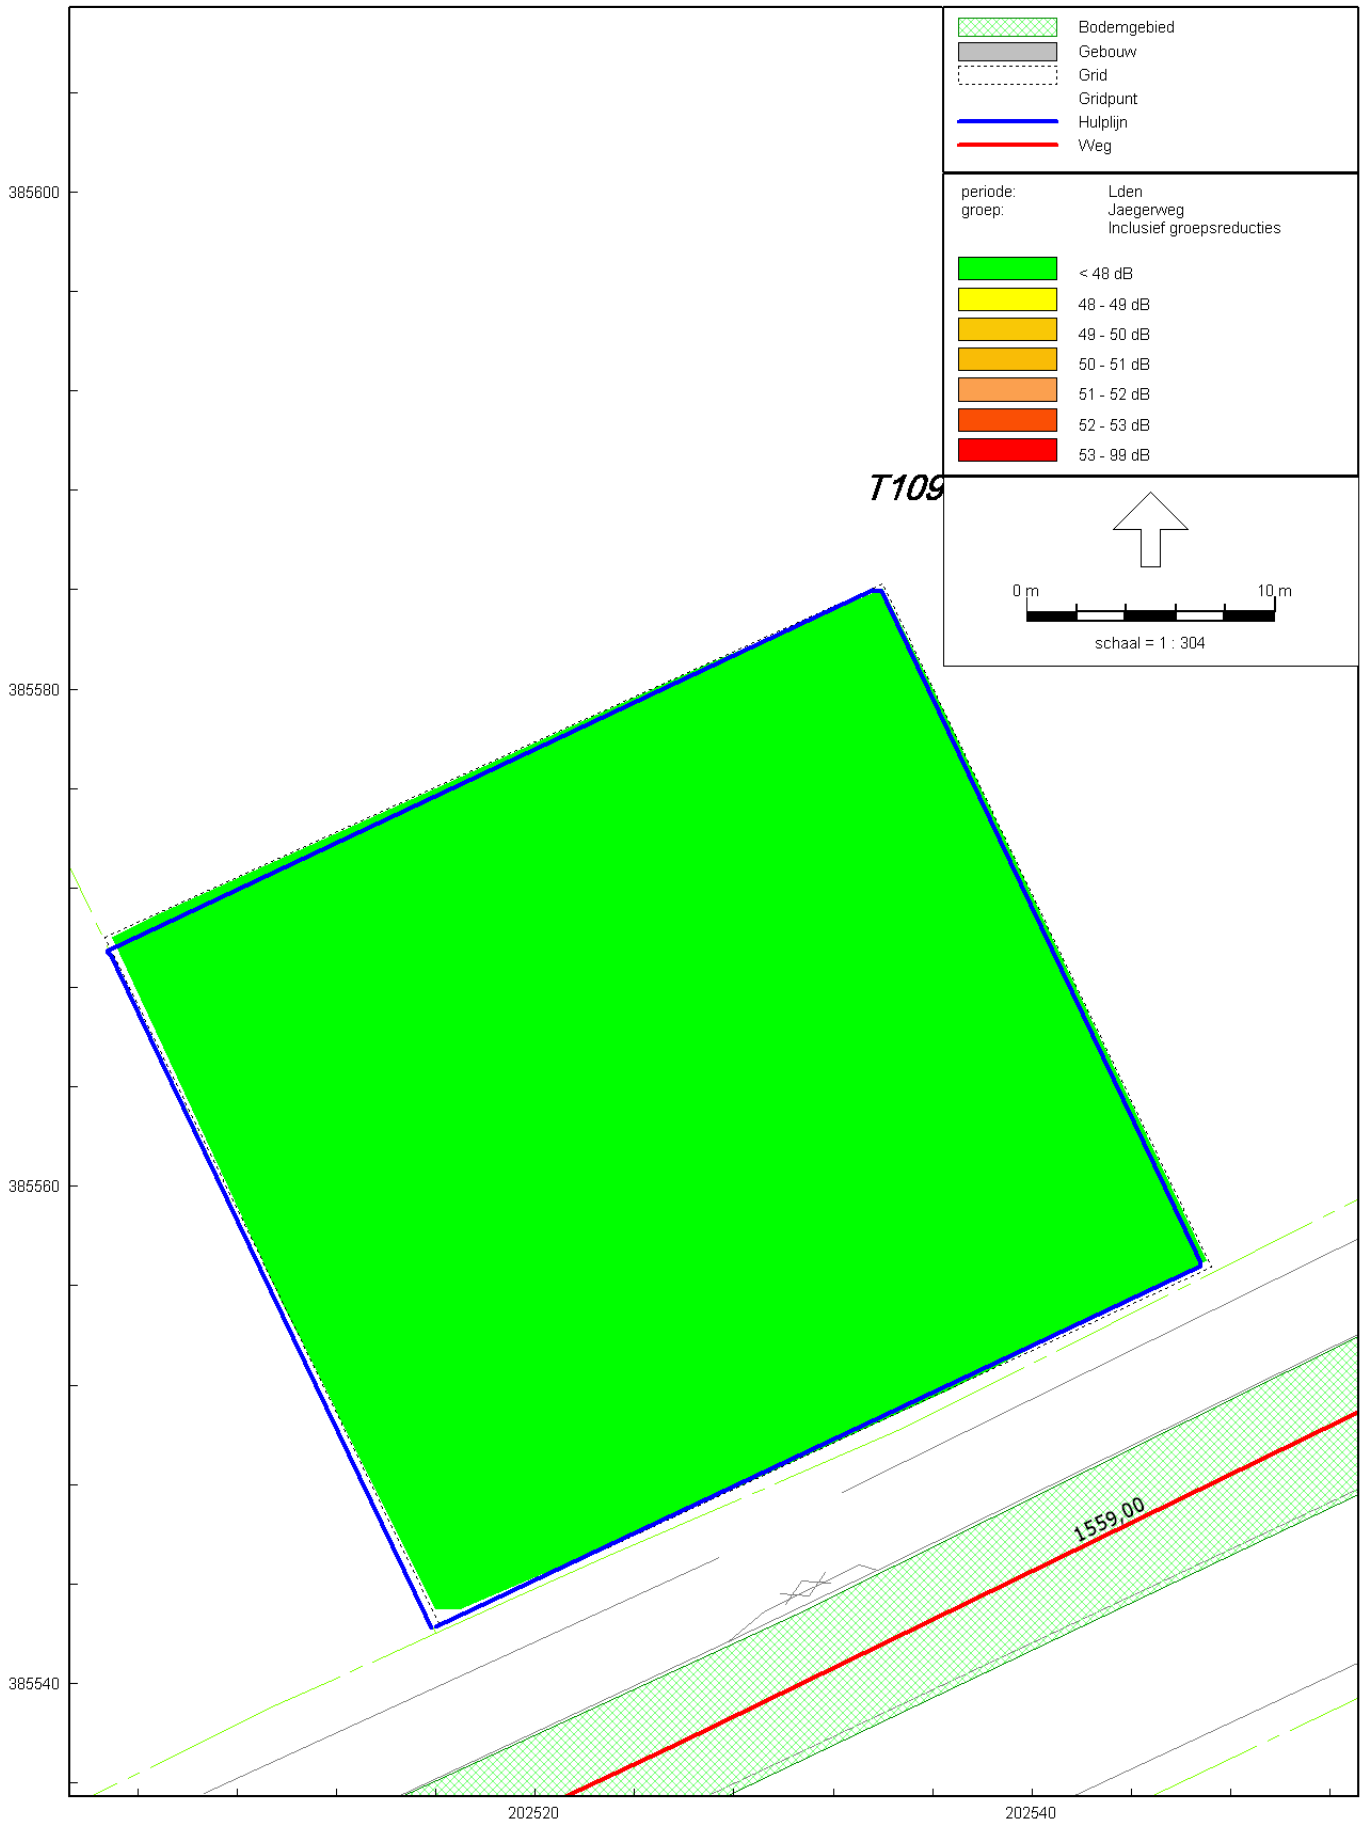 Bodemgebied
Gebouw
Grid
Gridpunt
Hulplijn
Weg
periode: Lden
groep: Jaegerweg
Inclusief groepsreducties
< 48 dB
48 - 49 dB
49 - 50 dB
50 - 51 dB
51 - 52 dB
52 - 53 dB
53 - 99 dB
T109
0 m 10 m
schaal = 1 : 304
385600
385580
385560
385540
1559,00
202520 202540